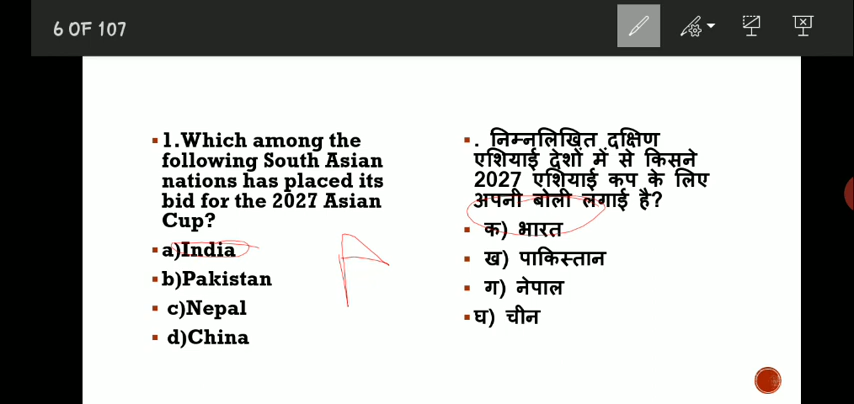 6 OF 107
1.Which among the
following South Asian
nations has placed its
bid for the 2027 Asian
Cup?
a)India
b)Pakistan
c)Nepal
d)China
. निम्नलिखित दक्षिण
एशियाई देशों में से किसने
2027 एशियाई कप के लिए
अपनी बोली लगाई है?
क) भारत
ख) पाकिस्तान
ग) नेपाल
घ) चीन